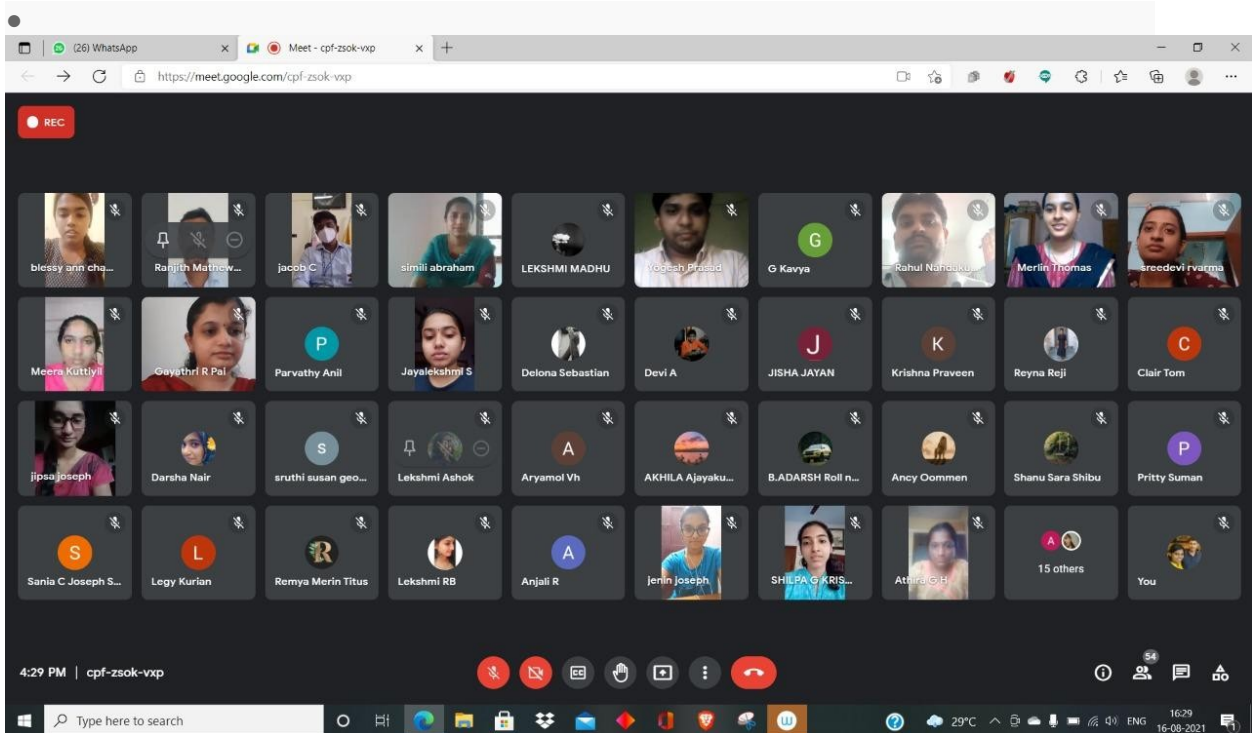 (26) WhatsApp
Meet - cpf-zsok-vxp
https://meet.google.com/cpf-zsok-vxp
REC
blessy ann cha...
Ranjith Mathew...
jacob C
simili abraham
LEKSHMI MADHU
Yogesh Prasad
G
G Kavya
Rahul Nandaku...
Merlin Thomas
sreedevi rvarma
Meera Kuttiyil
Gayathri R Pai
P
Parvathy Anil
Jayalekshmi S
Delona Sebastian
Devi A
J
JISHA JAYAN
K
Krishna Praveen
Reyna Reji
C
Clair Tom
jipsa joseph
Darsha Nair
S
sruthi susan geo...
Lekshmi Ashok
A
Aryamol Vh
AKHILA Ajayaku...
B.ADARSH Roll n...
Ancy Oommen
Shanu Sara Shibu
P
Pritty Suman
S
Sania C Joseph S...
L
Legy Kurian
R
Remya Merin Titus
Lekshmi RB
A
Anjali R
jenin joseph
SHILPA G KRIS...
Athira G H
A
15 others
You
4:29 PM | cpf-zsok-vxp
CC
54
Type here to search
29°C
ENG
16:29
16-08-2021
1